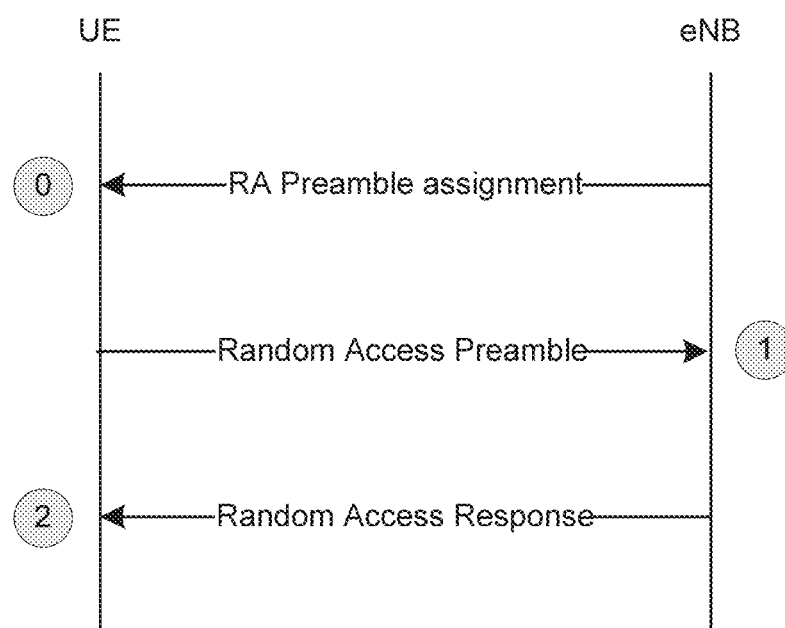 UE
eNB
0
RA Preamble assignment
Random Access Preamble
1
2
Random Access Response